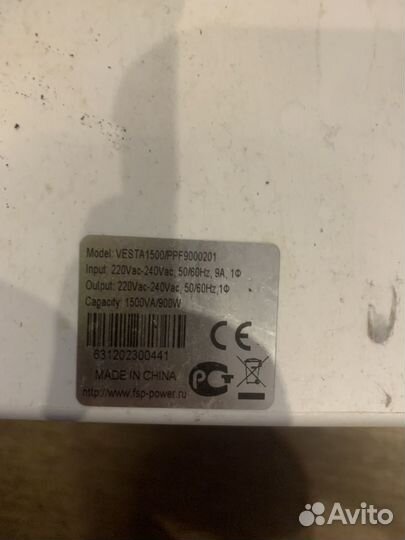 Model: VESTA1500/PPF9000201
Input: 220Vac-240Vac, 50/60Hz, 9A, 1Φ
Output: 220Vac-240Vac, 50/60Hz,1Φ
Capacity: 1500VA/900W
CE
631202300441
PCT
MADE IN CHINA
http://www.fsp-power.ru
Avito